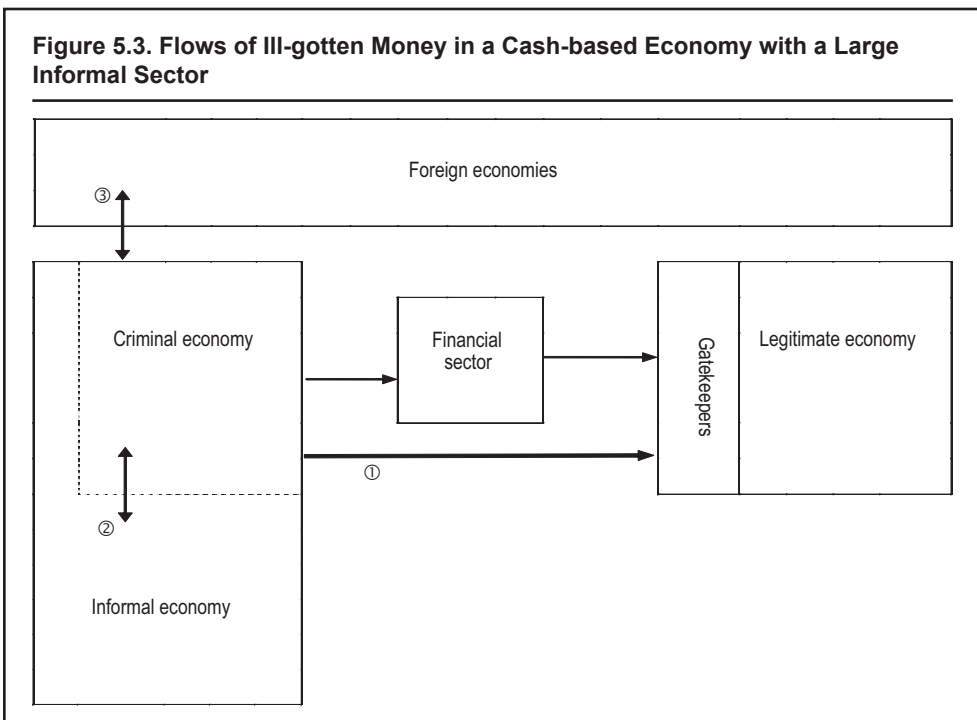 Figure 5.3. Flows of Ill-gotten Money in a Cash-based Economy with a Large
Informal Sector
Foreign economies
③
Criminal economy
Financial
sector
Gatekeepers
Legitimate economy
①
②
Informal economy